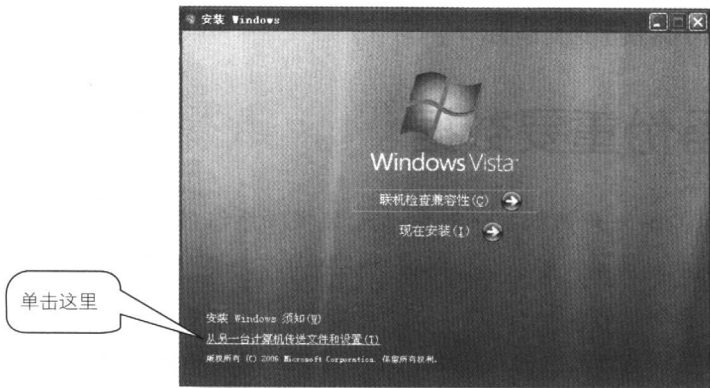 安装 Windows
Windows Vista
联机检查兼容性(C)
现在安装(I)
单击这里
安装 Windows 须知(W)
从另一台计算机传送文件和设置(T)
版权所有 (C) 2006 Microsoft Corporation. 保留所有权利.